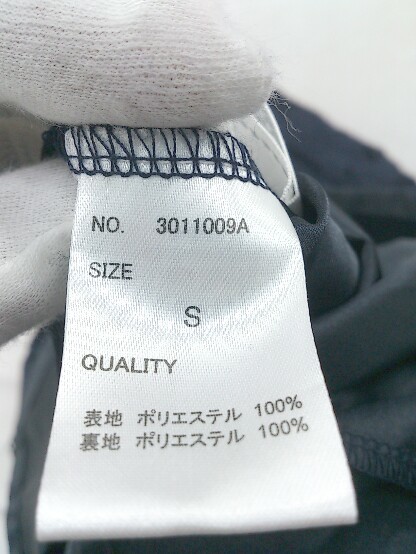 NO. 3011009A
SIZE
S
QUALITY
表地 ポリエステル 100%
裏地 ポリエステル 100%